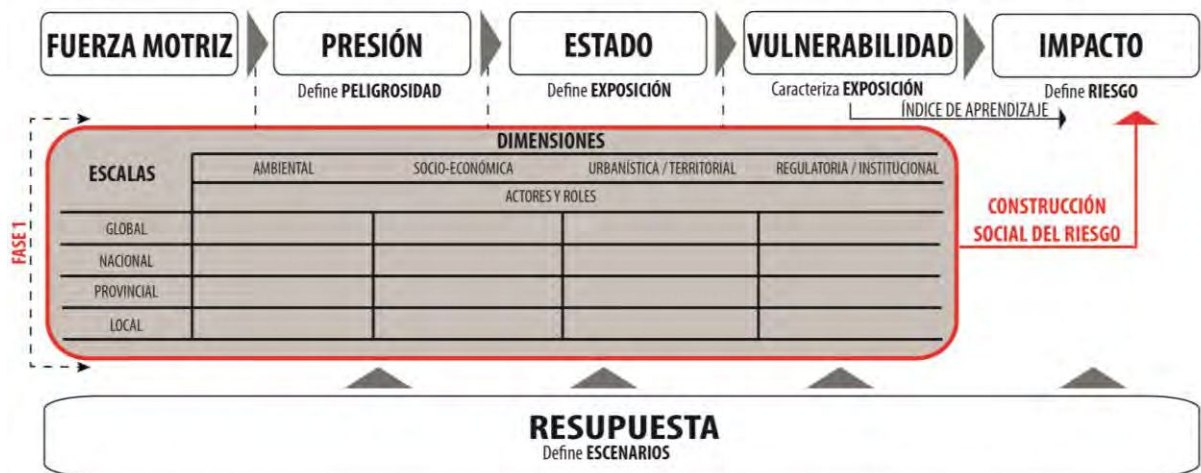 FUERZA MOTRIZ
PRESIÓN
ESTADO
VULNERABILIDAD
IMPACTO
Define PELIGROSIDAD
Define EXPOSICIÓN
Caracteriza EXPOSICIÓN
Define RIESGO
ÍNDICE DE APRENDIZAJE
DIMENSIONES
ESCALAS
AMBIENTAL
SOCIO-ECONÓMICA
URBANÍSTICA / TERRITORIAL
REGULATORIA / INSTITUCIONAL
ACTORES Y ROLES
GLOBAL
NACIONAL
PROVINCIAL
LOCAL
FASE 1
CONSTRUCCIÓN
SOCIAL DEL RIESGO
RESUPUESTA
Define ESCENARIOS